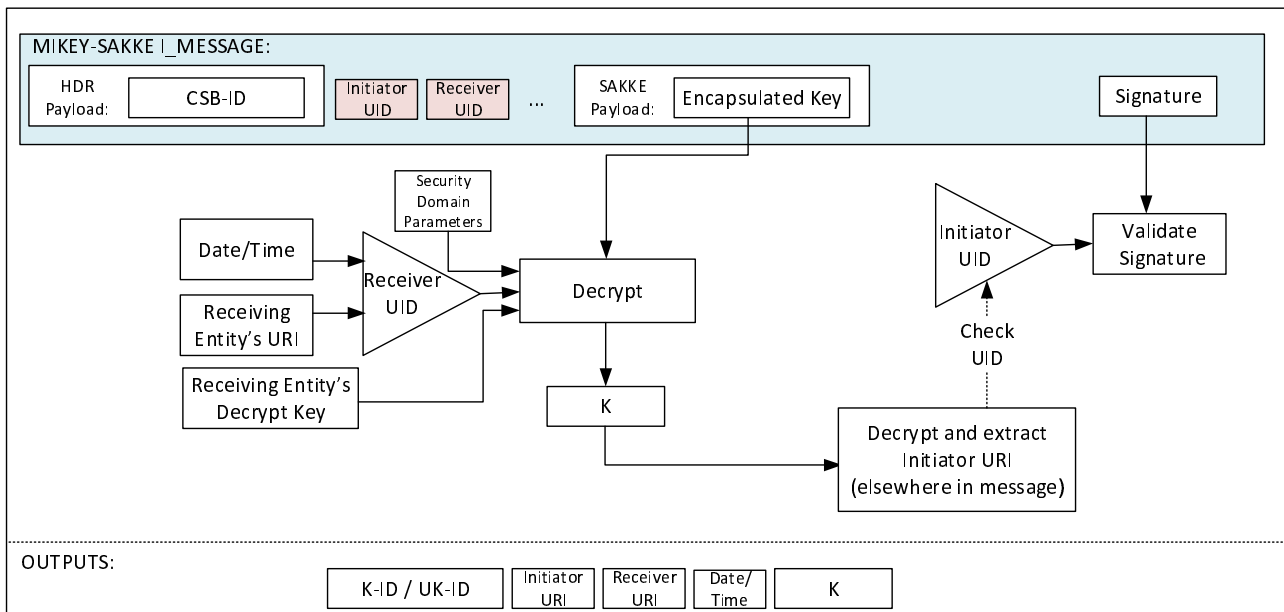 MIKEY-SAKKE I_MESSAGE:
HDR
Payload:
CSB-ID
Initiator
UID
Receiver
UID
...
SAKKE
Payload:
Encapsulated Key
Signature
Security
Domain
Parameters
Date/Time
Receiver
UID
Receiving
Entity's URI
Receiving Entity's
Decrypt Key
Decrypt
K
Initiator
UID
Validate
Signature
Check
UID
Decrypt and extract
Initiator URI
(elsewhere in message)
OUTPUTS:
K-ID / UK-ID
Initiator
URI
Receiver
URI
Date/
Time
K